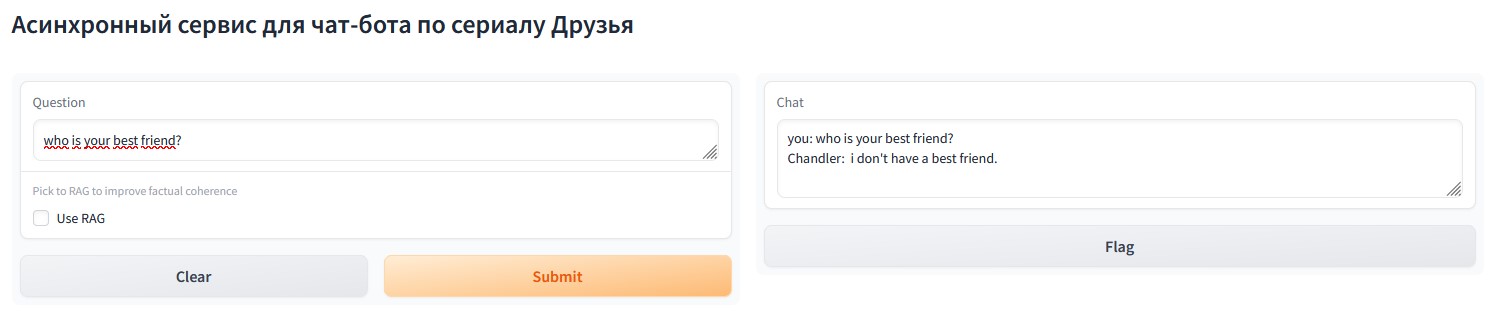 Асинхронный сервис для чат-бота по сериалу Друзья
Question
who is your best friend?
Pick to RAG to improve factual coherence
Use RAG
Clear
Submit
Chat
you: who is your best friend?
Chandler:  i don't have a best friend.
Flag